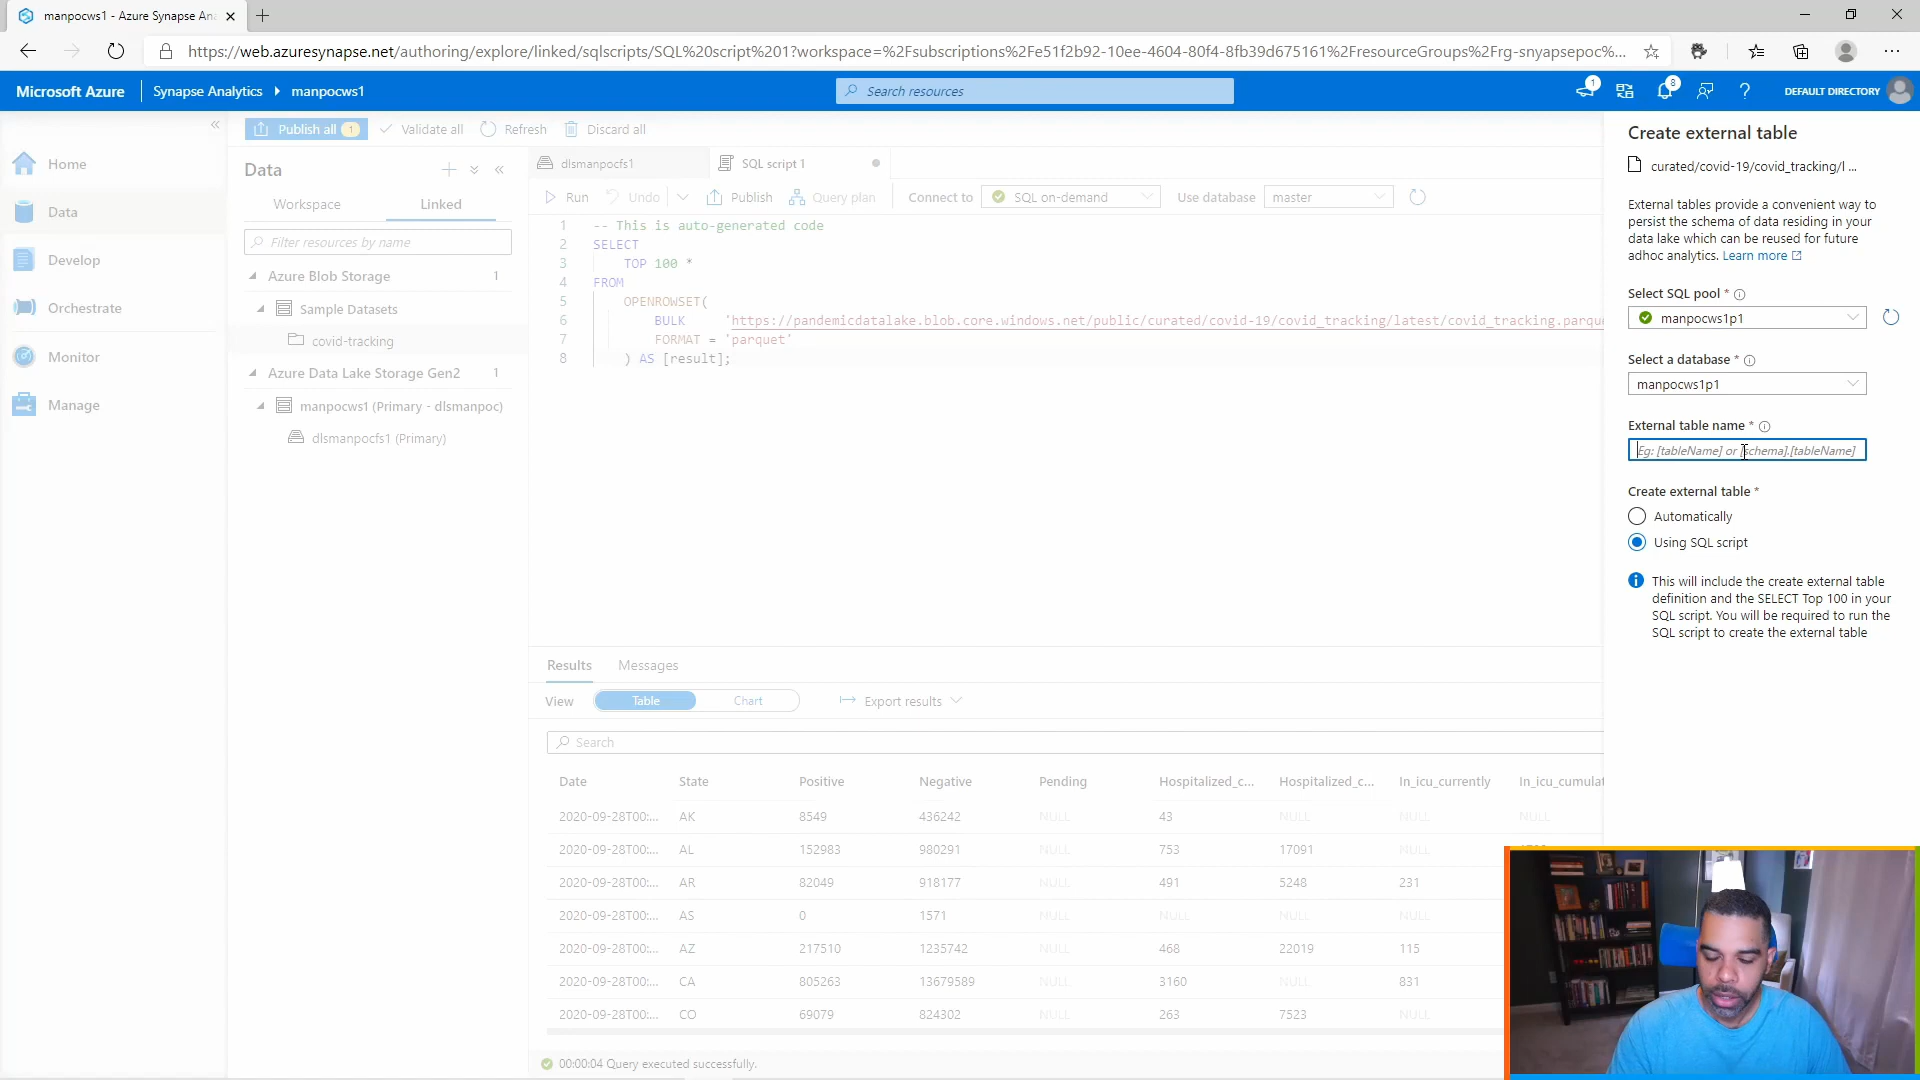 manpocws1 - Azure Synapse Ana
https://web.azuresynapse.net/authoring/explore/linked/sqlscripts/SQL%20script%201?workspace=%2Fsubscriptions%2Fe51f2b92-10ee-4604-80f4-8fb39d675161%2FresourceGroups%2Frg-snyapsepoc%...
Microsoft Azure
Synapse Analytics
manpocws1
Search resources
1
8
DEFAULT DIRECTORY
Home
Data
Develop
Orchestrate
Monitor
Manage
Publish all 1
Validate all
Refresh
Discard all
Data
Workspace
Linked
Filter resources by name
Azure Blob Storage 1
Sample Datasets
covid-tracking
Azure Data Lake Storage Gen2 1
manpocws1 (Primary - dlsmanpoc)
dlsmanpocfs1 (Primary)
dlsmanpocfs1
SQL script 1
Run
Undo
Publish
Query plan
Connect to
SQL on-demand
Use database
master
1 -- This is auto-generated code
2 SELECT
3 TOP 100 *
4 FROM
5 OPENROWSET(
6 BULK 'https://pandemicdatalake.blob.core.windows.net/public/curated/covid-19/covid_tracking/latest/covid_tracking.parque
7 FORMAT = 'parquet'
8 ) AS [result];
Results
Messages
View
Table
Chart
Export results
Search
Date State Positive Negative Pending Hospitalized_c... Hospitalized_c... In_icu_currently In_icu_cumulat
2020-09-28T00:... AK 8549 436242 NULL 43 NULL NULL NULL
2020-09-28T00:... AL 152983 980291 NULL 753 17091 NULL
2020-09-28T00:... AR 82049 918177 NULL 491 5248 231
2020-09-28T00:... AS 0 1571 NULL NULL NULL NULL
2020-09-28T00:... AZ 217510 1235742 NULL 468 22019 115
2020-09-28T00:... CA 805263 13679589 NULL 3160 NULL 831
2020-09-28T00:... CO 69079 824302 NULL 263 7523 NULL
00:00:04 Query executed successfully.
Create external table
curated/covid-19/covid_tracking/l ...
External tables provide a convenient way to
persist the schema of data residing in your
data lake which can be reused for future
adhoc analytics. Learn more
Select SQL pool *
manpocws1p1
Select a database *
manpocws1p1
External table name *
Eg: [tableName] or [schema].[tableName]
Create external table *
Automatically
Using SQL script
This will include the create external table
definition and the SELECT Top 100 in your
SQL script. You will be required to run the
SQL script to create the external table